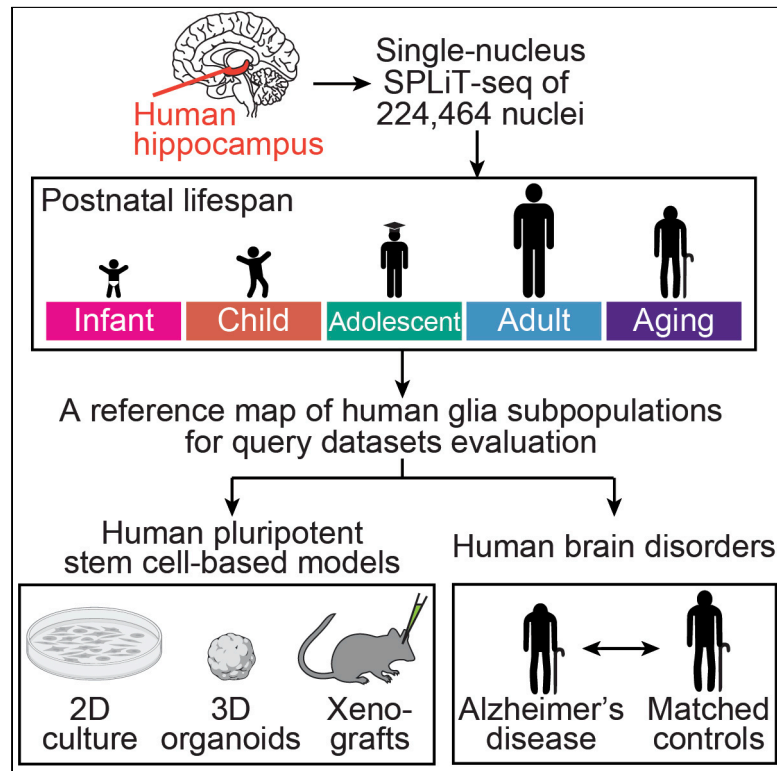 Single-nucleus
SPLiT-seq of
224,464 nuclei
Human
hippocampus
Postnatal lifespan
Infant
Child
Adolescent
Adult
Aging
A reference map of human glia subpopulations
for query datasets evaluation
Human pluripotent
stem cell-based models
Human brain disorders
2D
culture
3D
organoids
Xeno-
grafts
Alzheimer's
disease
Matched
controls